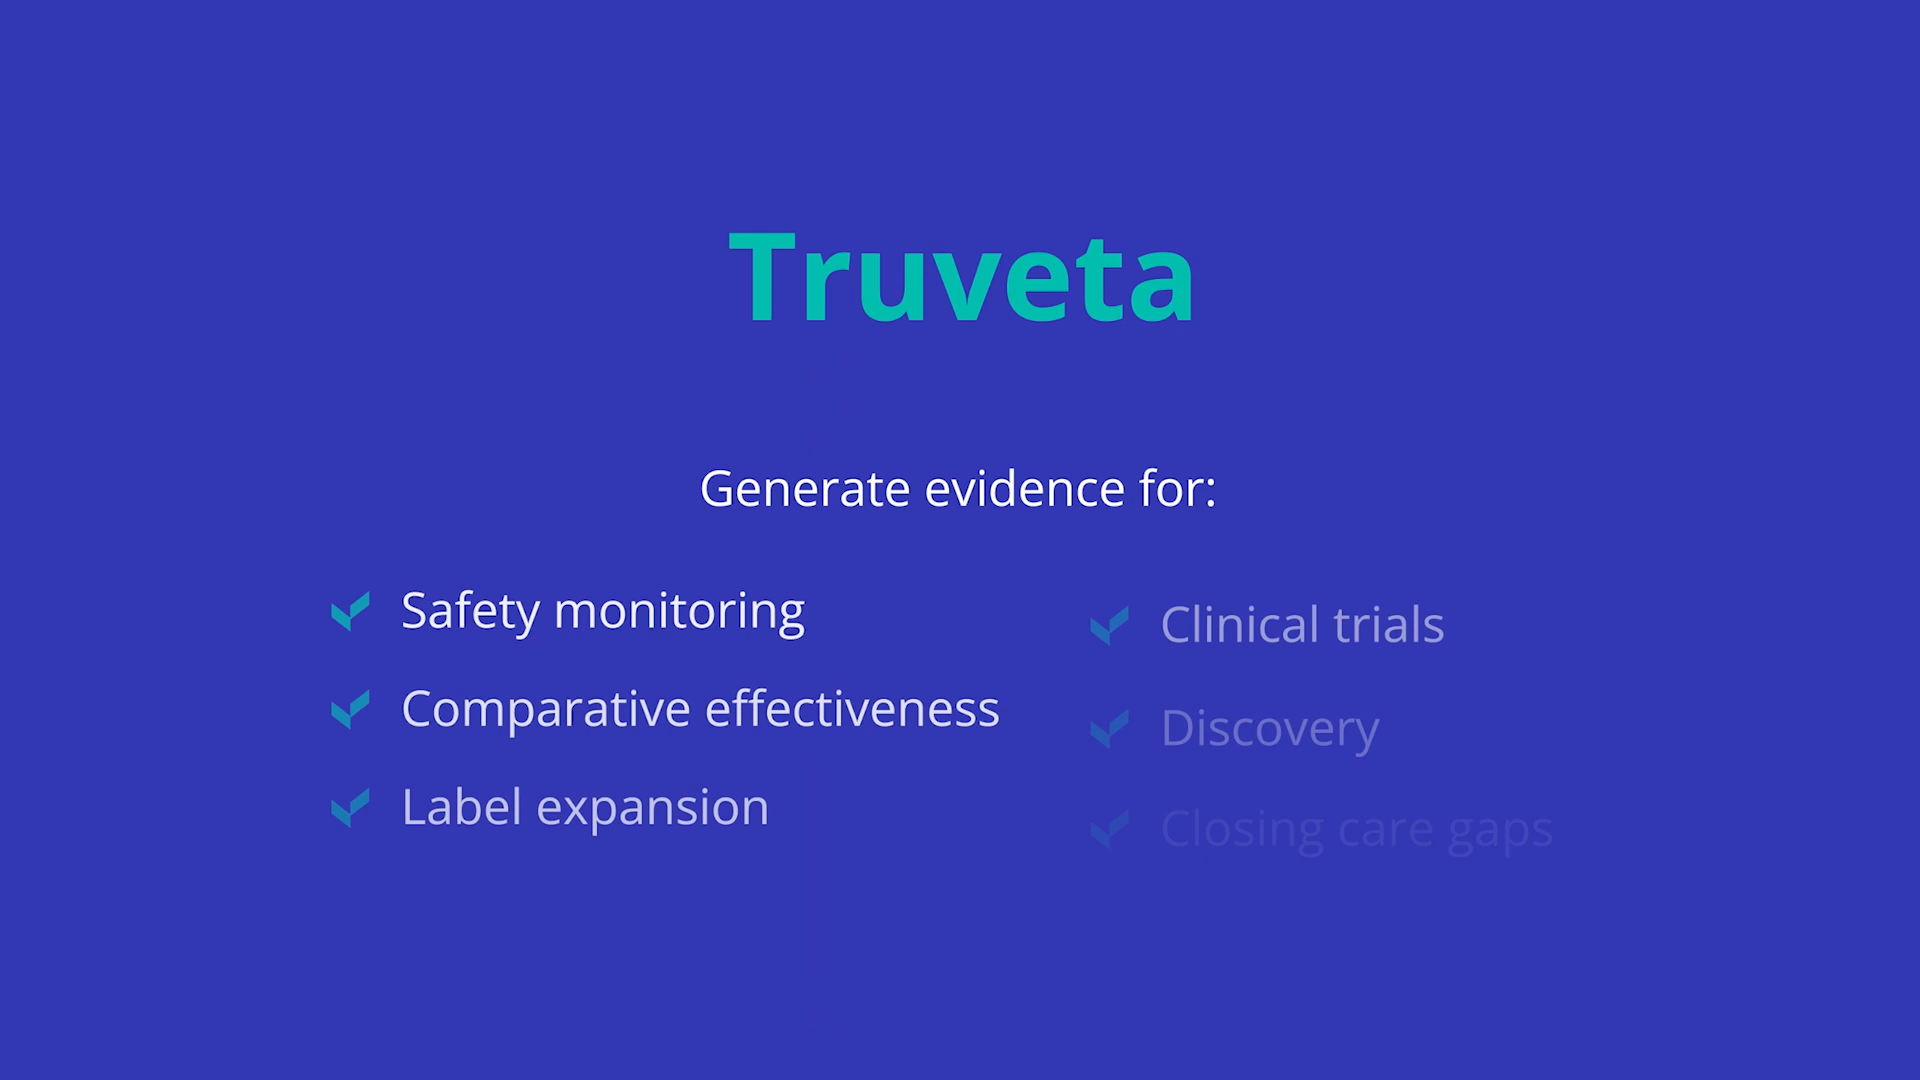 Truveta
Generate evidence for:
Safety monitoring
Comparative effectiveness
Label expansion
Clinical trials
Discovery
Closing care gaps